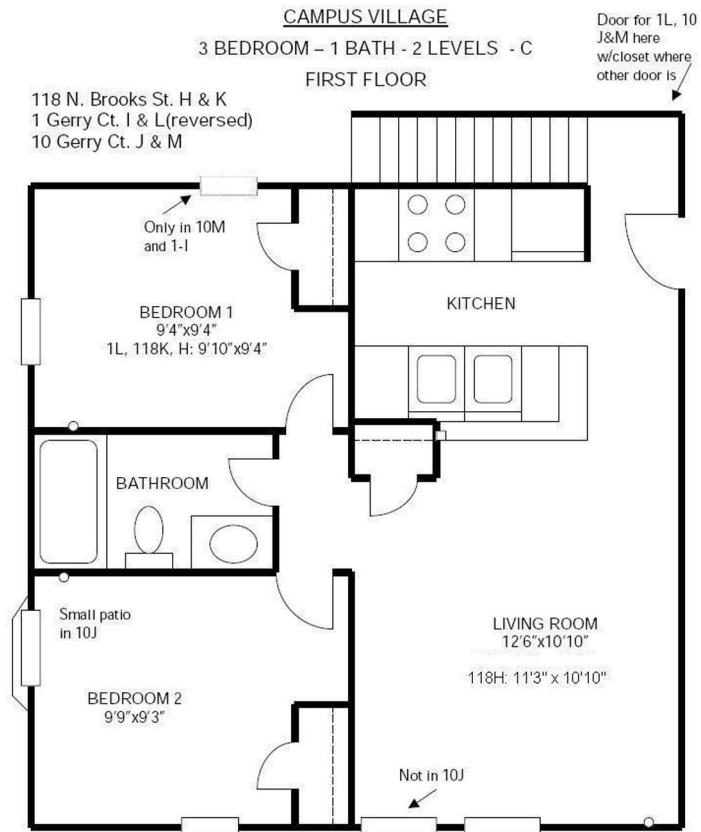 CAMPUS VILLAGE
3 BEDROOM – 1 BATH - 2 LEVELS - C
FIRST FLOOR
Door for 1L, 10
J&M here
w/closet where
other door is
118 N. Brooks St. H & K
1 Gerry Ct. I & L(reversed)
10 Gerry Ct. J & M
Only in 10M
and 1-I
KITCHEN
BEDROOM 1
9'4"x9'4"
1L, 118K, H: 9'10"x9'4"
BATHROOM
Small patio
in 10J
LIVING ROOM
12'6"x10'10"
118H: 11'3" x 10'10"
BEDROOM 2
9'9"x9'3"
Not in 10J